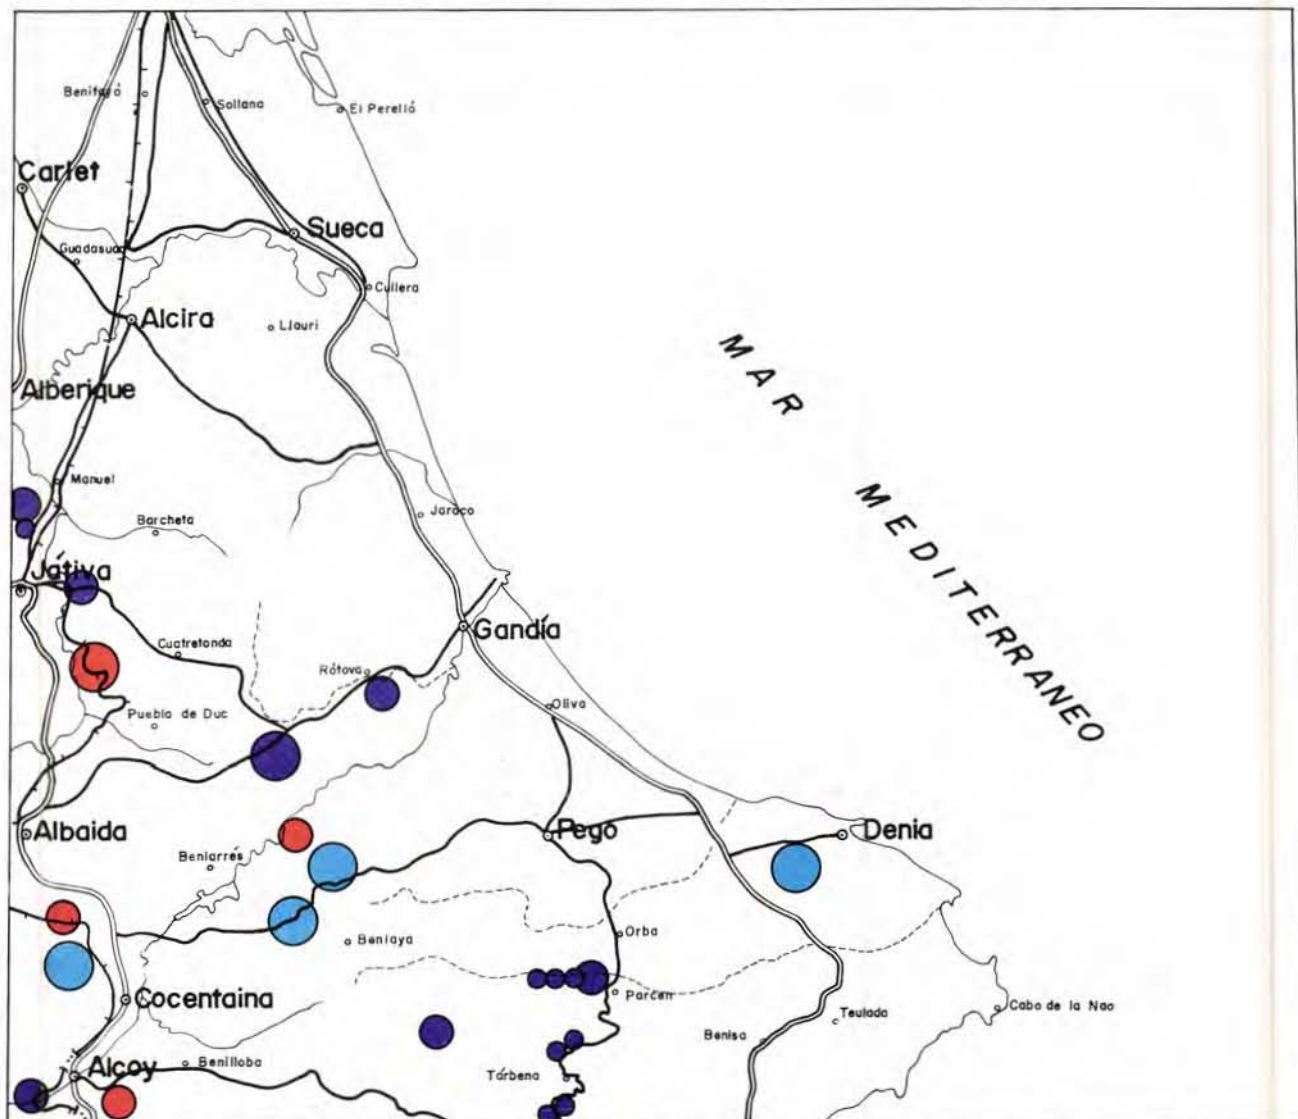 Benifayó
Sollana
El Perelló
Carlet
Sueca
Guadasuar
Cullera
Alcira
Llauri
MAR
Alberique
Manuel
MEDITERRANEO
Jaraco
Barcheta
Játiva
Gandía
Cuatretonda
Rótova
Oliva
Puebla de Duc
Albaida
Pego
Denia
Beniarrés
Orba
Beniaya
Parcen
Cocentaina
Cabo de la Nao
Teulada
Benisa
Alcoy
Benilloba
Tárbena